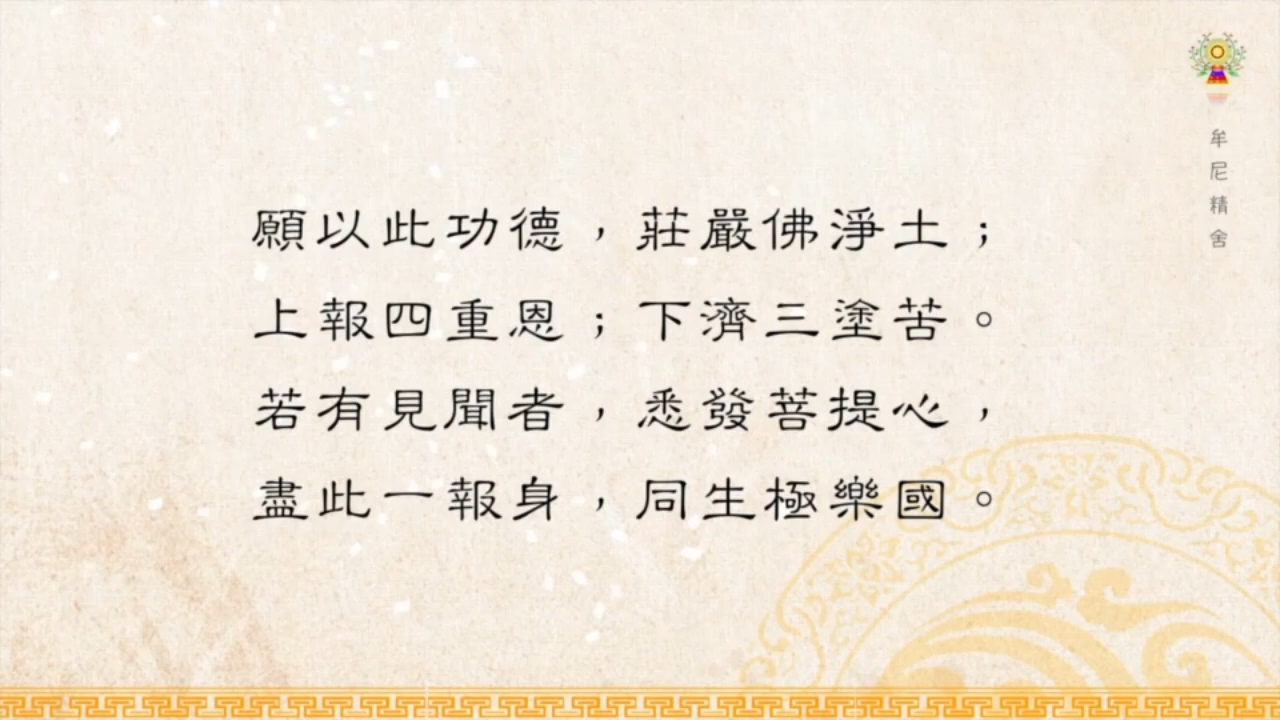 願以此功德，莊嚴佛淨土；
上報四重恩；下濟三塗苦。
若有見聞者，悉發菩提心，
盡此一報身，同生極樂國。
牟尼精舍